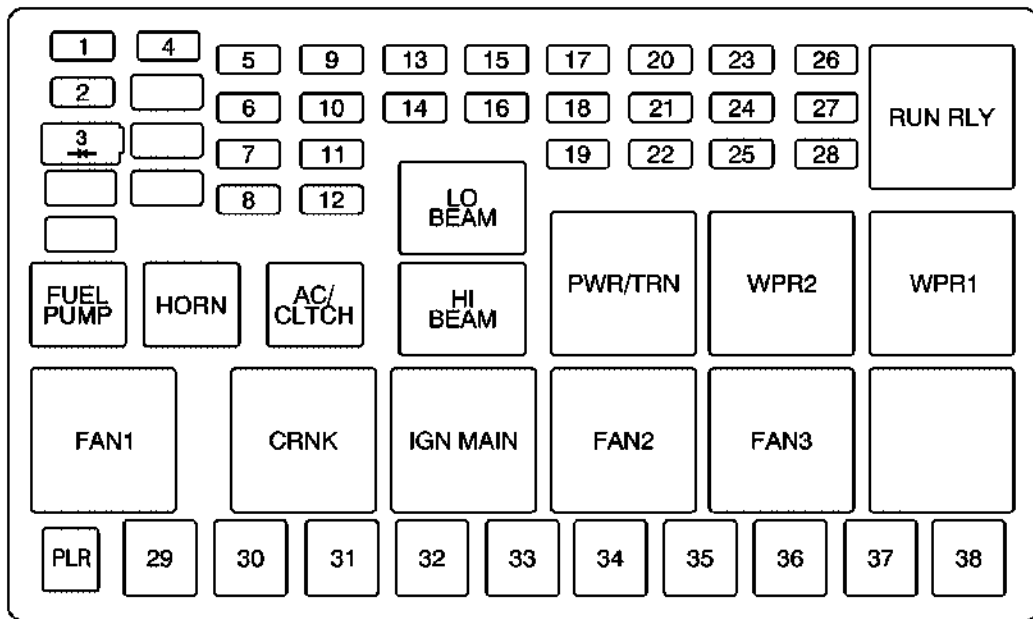 1 4
5 9 13 15 17 20 23 26
2
6 10 14 16 18 21 24 27
RUN RLY
3
7 11 19 22 25 28
8 12
LO
BEAM
FUEL
PUMP
HORN
AC/
CLTCH
HI
BEAM
PWR/TRN
WPR2
WPR1
FAN1
CRNK
IGN MAIN
FAN2
FAN3
PLR 29 30 31 32 33 34 35 36 37 38